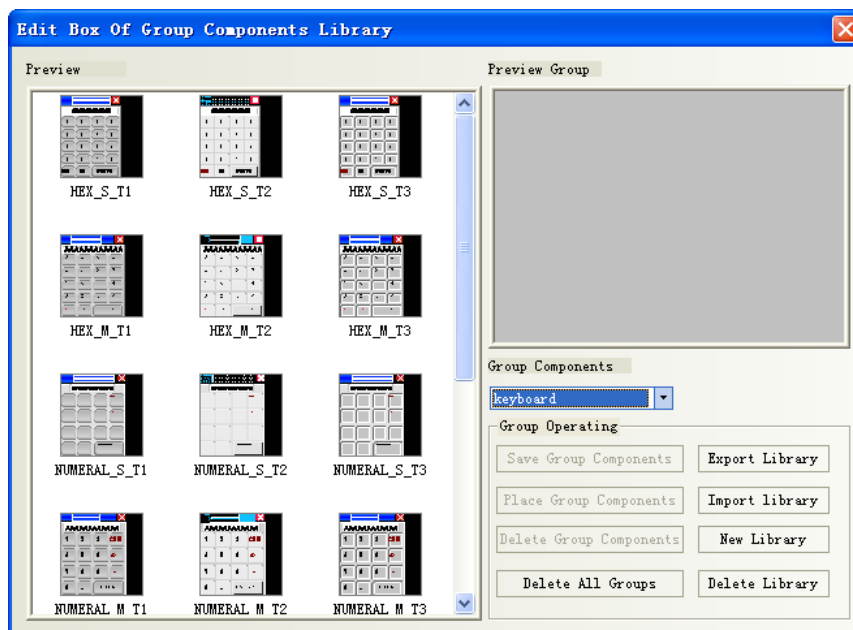 Edit Box Of Group Components Library
Preview
HEX_S_T1 HEX_S_T2 HEX_S_T3
HEX_M_T1 HEX_M_T2 HEX_M_T3
NUMERAL_S_T1 NUMERAL_S_T2 NUMERAL_S_T3
NUMERAL_M_T1 NUMERAL_M_T2 NUMERAL_M_T3
Preview Group
Group Components
keyboard
Group Operating
Save Group Components Export Library
Place Group Components Import library
Delete Group Components New Library
Delete All Groups Delete Library